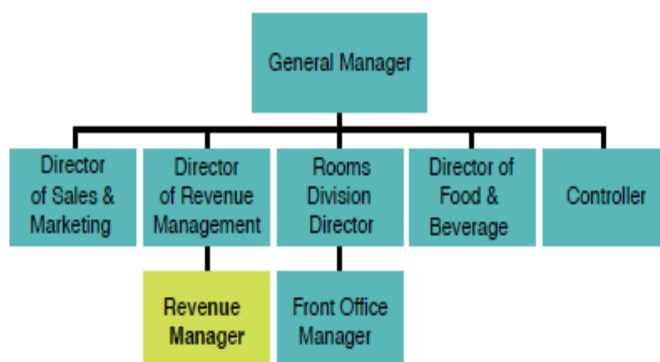 General Manager
Director
of Sales &
Marketing
Director
of Revenue
Management
Rooms
Division
Director
Director of
Food &
Beverage
Controller
Revenue
Manager
Front Office
Manager